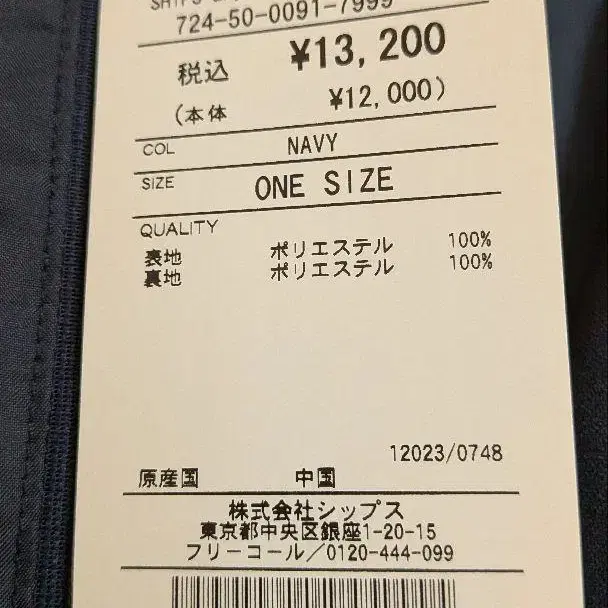 SHIPS
724-50-0091-7999
税込 ¥13,200
(本体 ¥12,000)
COL NAVY
SIZE ONE SIZE
QUALITY
表地 ポリエステル 100%
裏地 ポリエステル 100%
12023/0748
原産国 中国
株式会社シップス
東京都中央区銀座1-20-15
フリーコール/0120-444-099